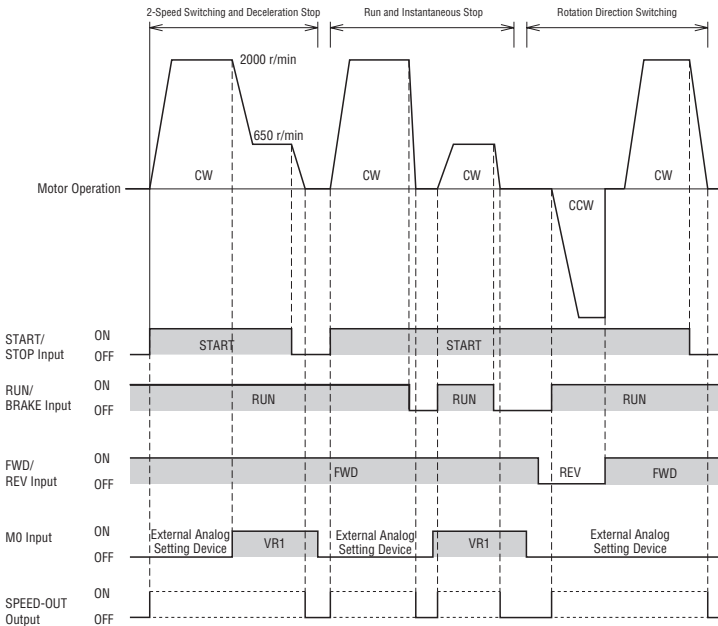 2-Speed Switching and Deceleration Stop
Run and Instantaneous Stop
Rotation Direction Switching
2000 r/min
650 r/min
CW
CW
CW
CW
Motor Operation
CCW
START/
STOP Input
ON
OFF
START
START
RUN/
BRAKE Input
ON
OFF
RUN
RUN
RUN
FWD/
REV Input
ON
OFF
FWD
REV
FWD
M0 Input
ON
OFF
External Analog
Setting Device
VR1
External Analog
Setting Device
VR1
External Analog
Setting Device
SPEED-OUT
Output
ON
OFF